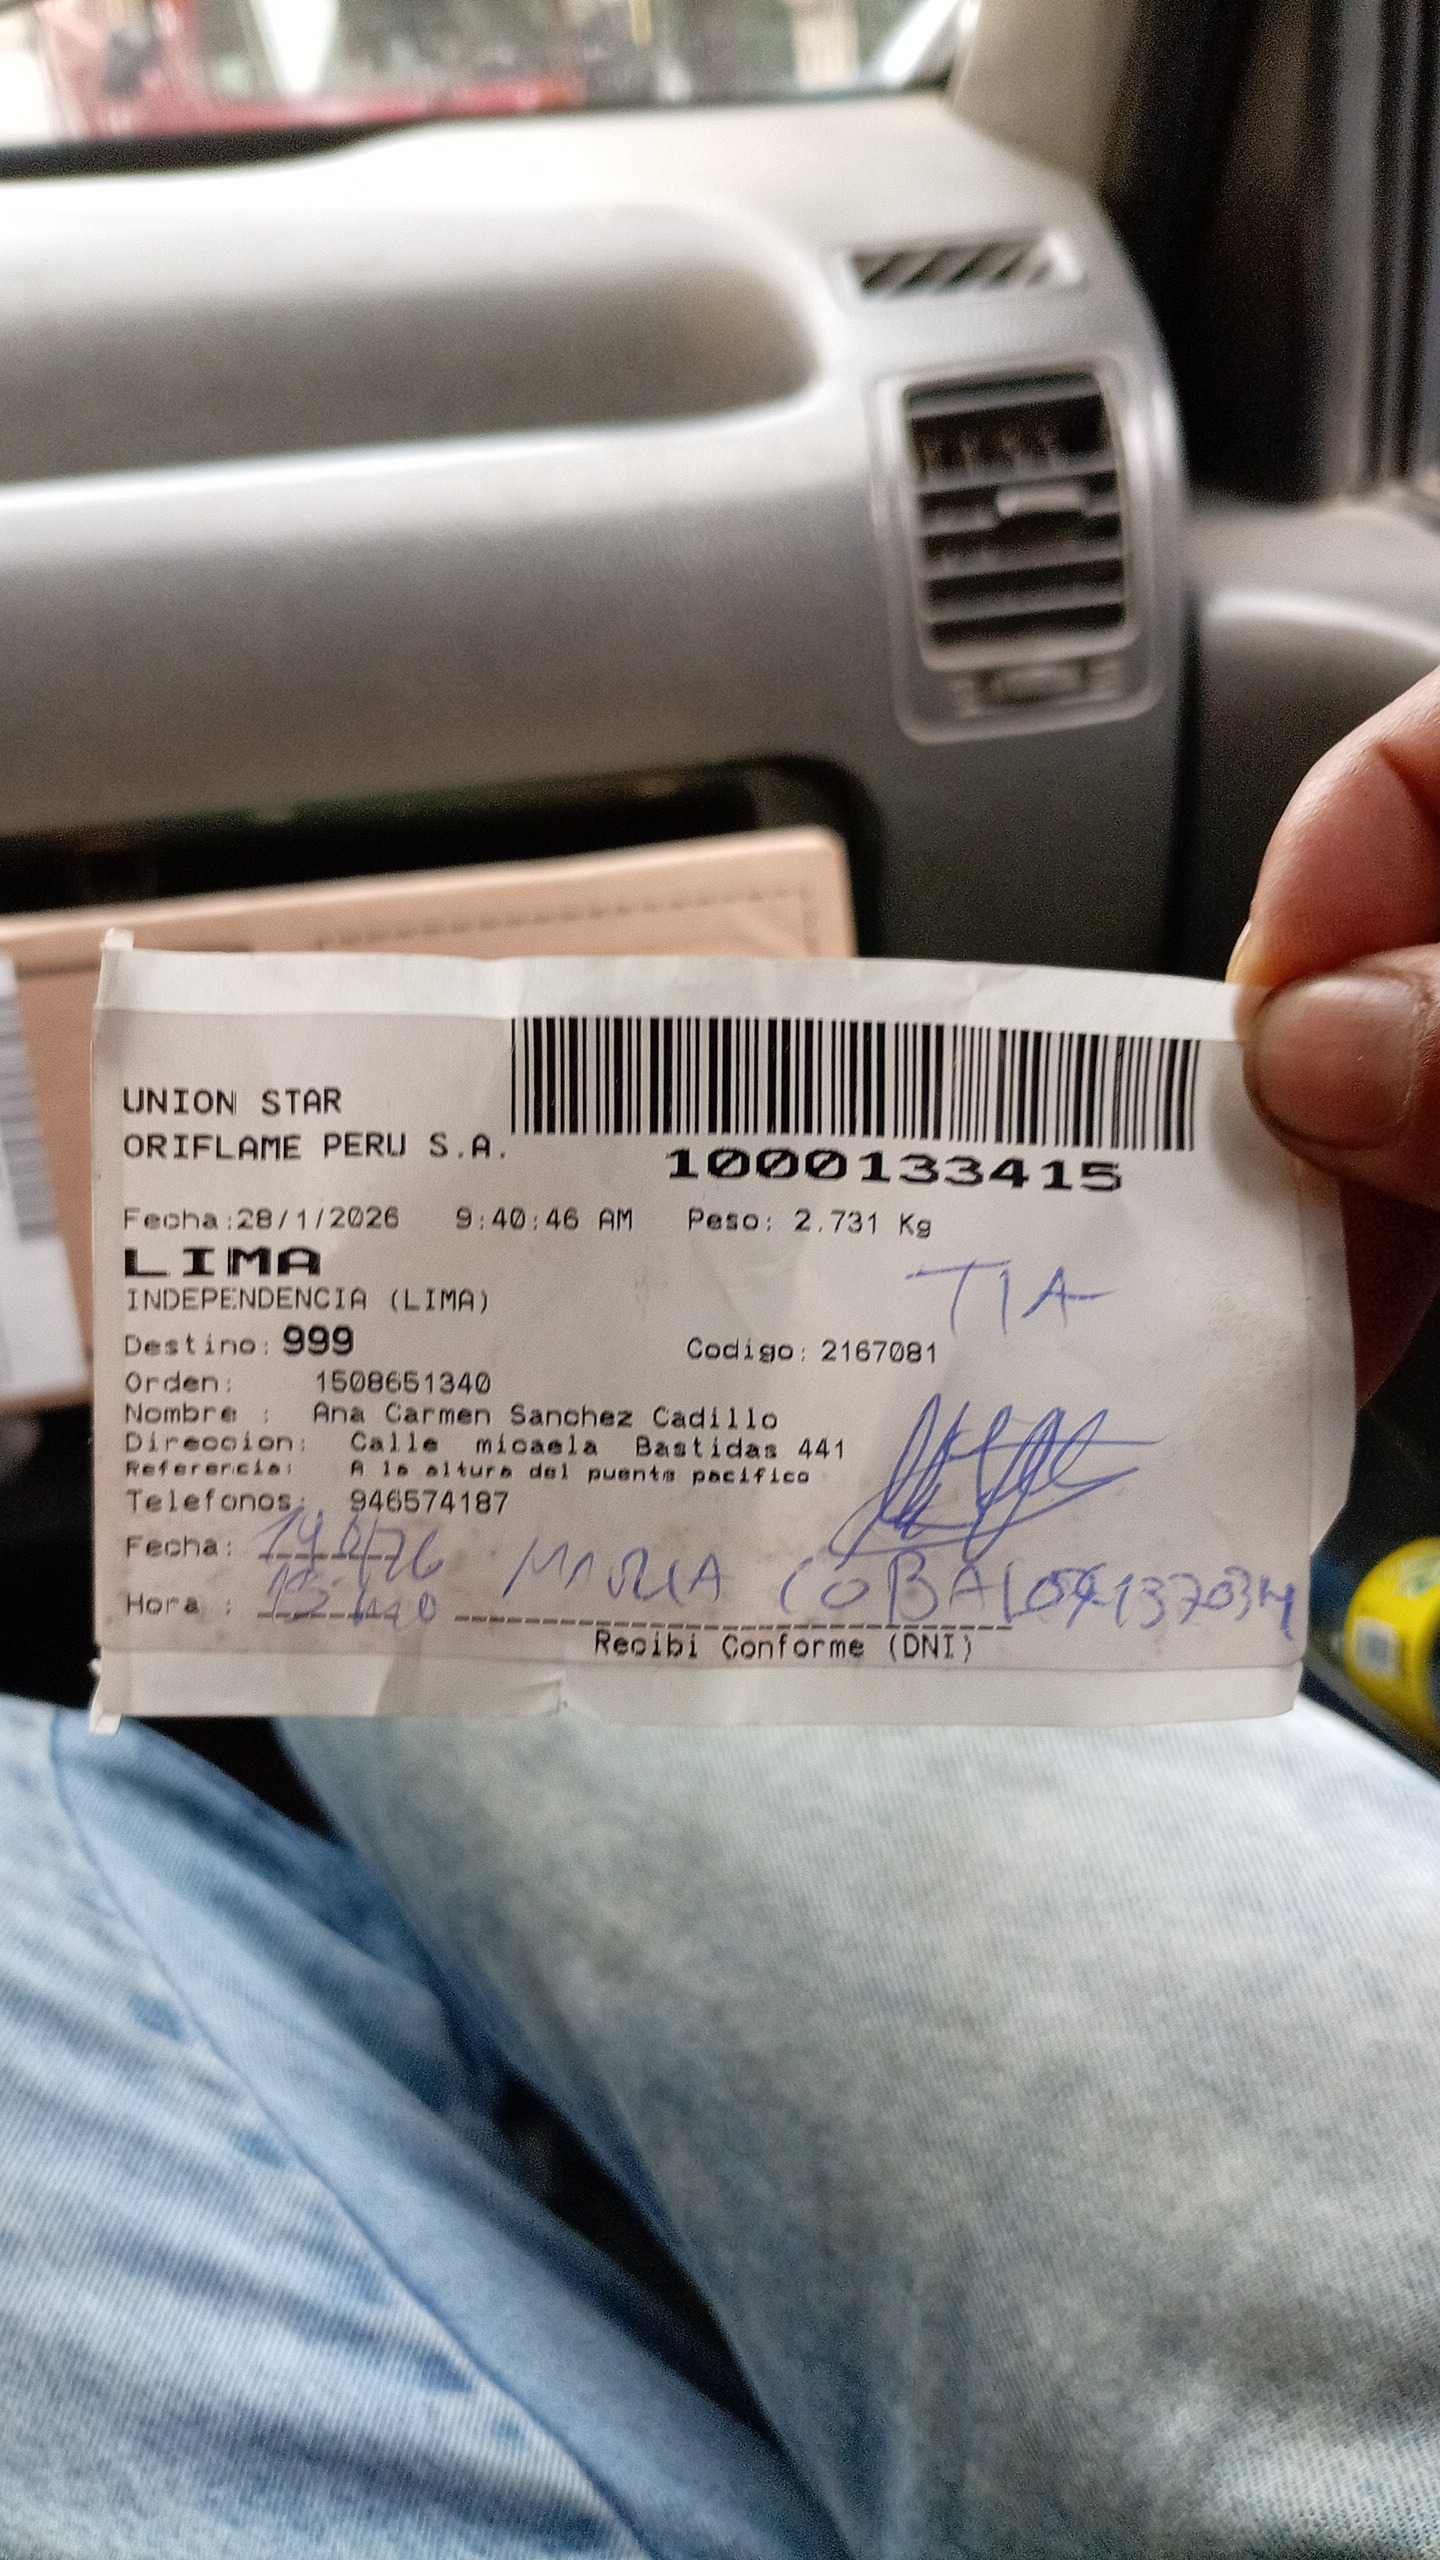 UNION STAR
ORIFLAME PERU S.A.
1000133415
Fecha:28/1/2026 9:40:46 AM Peso: 2.731 Kg
LIMA
INDEPENDENCIA (LIMA)
TIA
Destino: 999 Codigo: 2167081
Orden: 1508651340
Nombre : Ana Carmen Sanchez Cadillo
Direccion: Calle micaela Bastidas 441
Referencia: A la altura del puente pacifico
Telefonos: 946574187
Fecha:
Hora : MARIA COBA
Recibi Conforme (DNI)